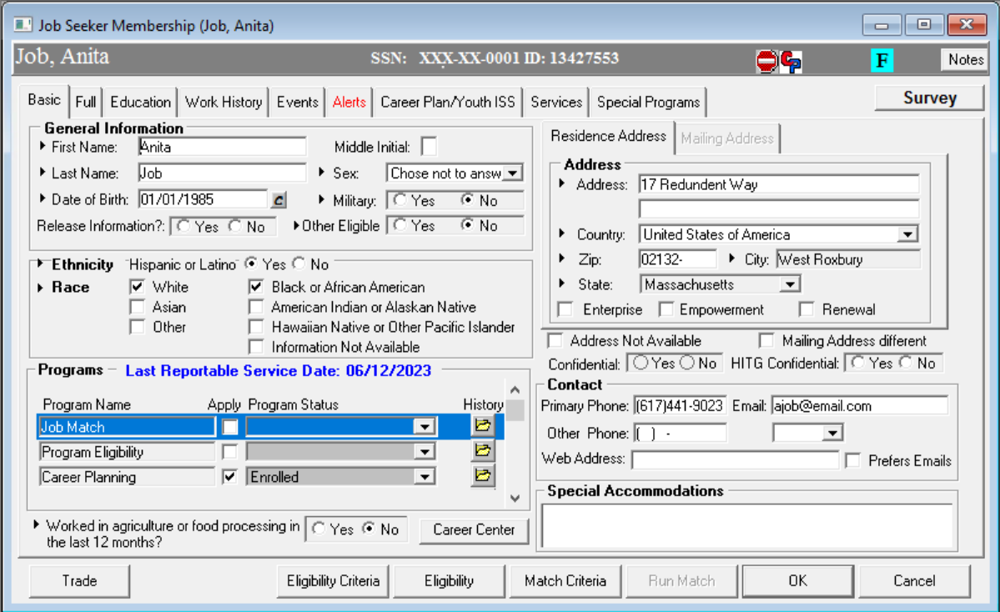 Job Seeker Membership (Job, Anita)
Job, Anita SSN: XXX-XX-0001 ID: 13427553 CP F Notes
Basic Full Education Work History Events Alerts Career Plan/Youth ISS Services Special Programs Survey
General Information
First Name: Anita Middle Initial:
Last Name: Job Sex: Chose not to answ
Date of Birth: 01/01/1985 C Military: Yes No
Release Information?: Yes No Other Eligible Yes No
Ethnicity Hispanic or Latino Yes No
Race White Black or African American
Asian American Indian or Alaskan Native
Other Hawaiian Native or Other Pacific Islander
Information Not Available
Programs Last Reportable Service Date: 06/12/2023
Program Name Apply Program Status History
Job Match
Program Eligibility
Career Planning Enrolled
Worked in agriculture or food processing in
the last 12 months? Yes No Career Center
Residence Address Mailing Address
Address
Address: 17 Redundent Way
Country: United States of America
Zip: 02132- City: West Roxbury
State: Massachusetts
Enterprise Empowerment Renewal
Address Not Available Mailing Address different
Confidential: Yes No HITG Confidential: Yes No
Contact
Primary Phone: (617)441-9023 Email: ajob@email.com
Other Phone: ( ) -
Web Address: Prefers Emails
Special Accommodations
Trade Eligibility Criteria Eligibility Match Criteria Run Match OK Cancel